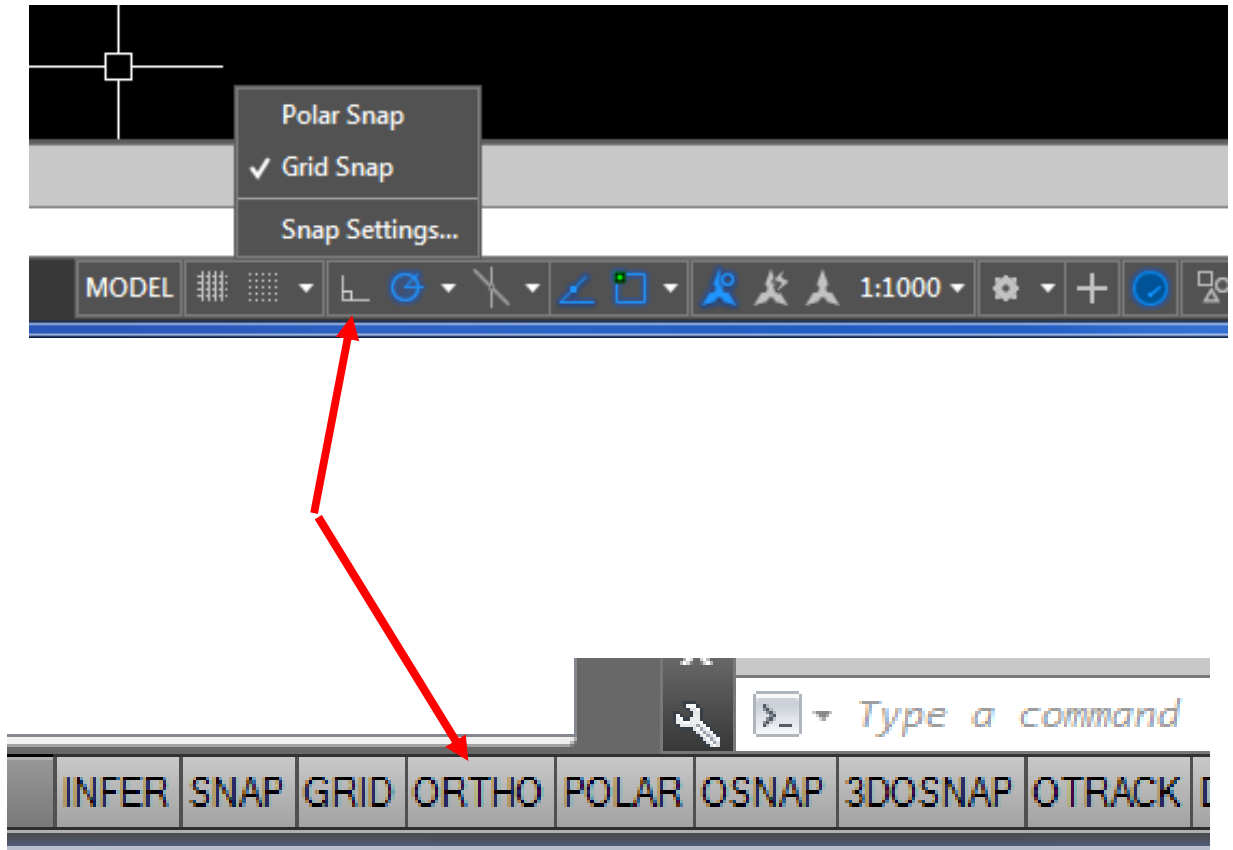 Polar Snap
Grid Snap
Snap Settings...
MODEL 1:1000
Type a command
INFER SNAP GRID ORTHO POLAR OSNAP 3DOSNAP OTRACK